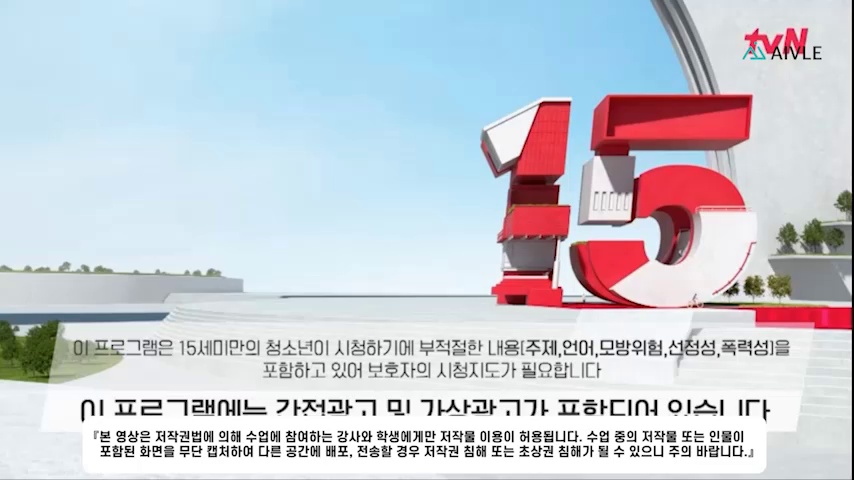 tvN
AIVLE
15
이 프로그램은 15세미만의 청소년이 시청하기에 부적절한 내용[주제,언어,모방위험,선정성,폭력성]을
포함하고 있어 보호자의 시청지도가 필요합니다
이 프로그램에는 간접광고 및 가상광고가 포함되어 있습니다
『본 영상은 저작권법에 의해 수업에 참여하는 강사와 학생에게만 저작물 이용이 허용됩니다. 수업 중의 저작물 또는 인물이
포함된 화면을 무단 캡처하여 다른 공간에 배포, 전송할 경우 저작권 침해 또는 초상권 침해가 될 수 있으니 주의 바랍니다.』